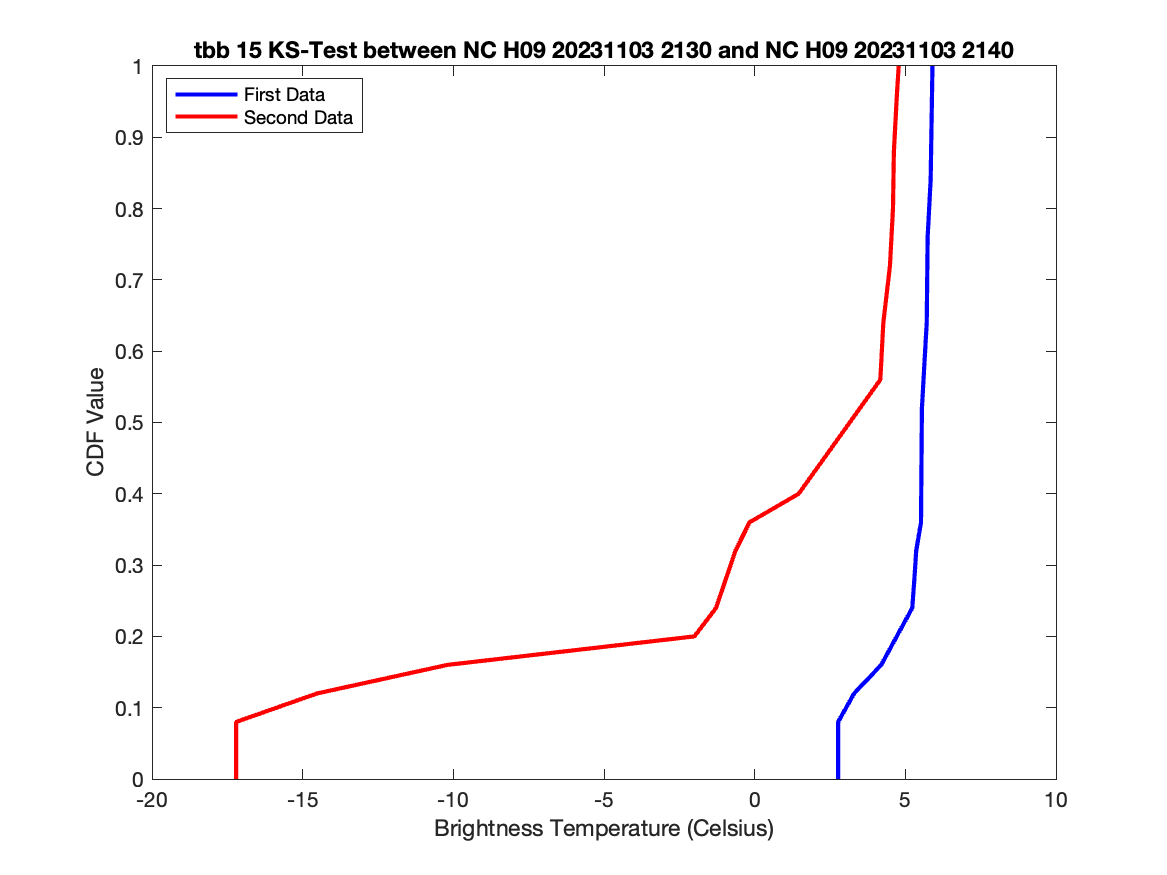 tbb 15 KS-Test between NC H09 20231103 2130 and NC H09 20231103 2140
First Data
Second Data
1
0.9
0.8
0.7
0.6
0.5
0.4
0.3
0.2
0.1
0
CDF Value
-20 -15 -10 -5 0 5 10
Brightness Temperature (Celsius)